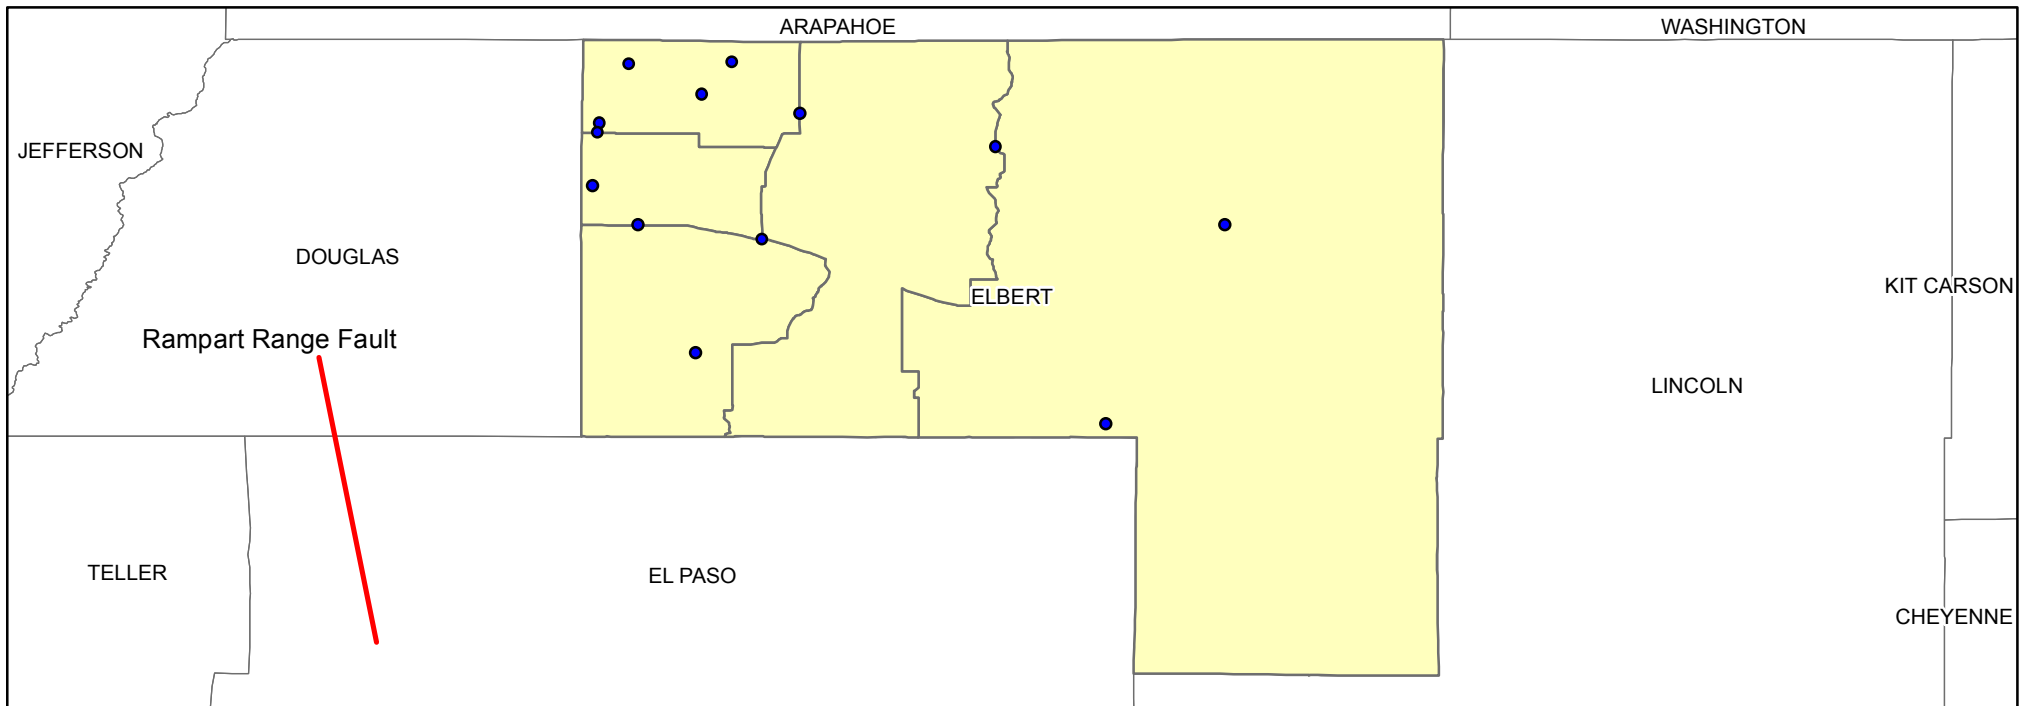 ARAPAHOE
WASHINGTON
JEFFERSON
DOUGLAS
KIT CARSON
ELBERT
Rampart Range Fault
LINCOLN
TELLER
EL PASO
CHEYENNE